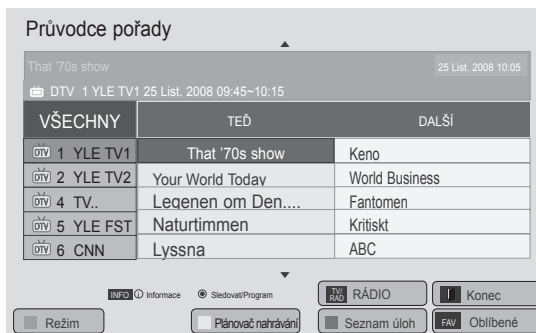 Průvodce pořady
That '70s show 25 List. 2008 10:05
DTV 1 YLE TV1 25 List. 2008 09:45~10:15
VŠECHNY TEĎ DALŠÍ
DTV 1 YLE TV1 That '70s show Keno
DTV 2 YLE TV2 Your World Today World Business
DTV 4 TV.. Legenen om Den.... Fantomen
DTV 5 YLE FST Naturtimmen Kritiskt
DTV 6 CNN Lyssna ABC
INFO i Informace Sledovat/Program TV/RAD RÁDIO Konec
Režim Plánovač nahrávání Seznam úloh FAV Oblíbené